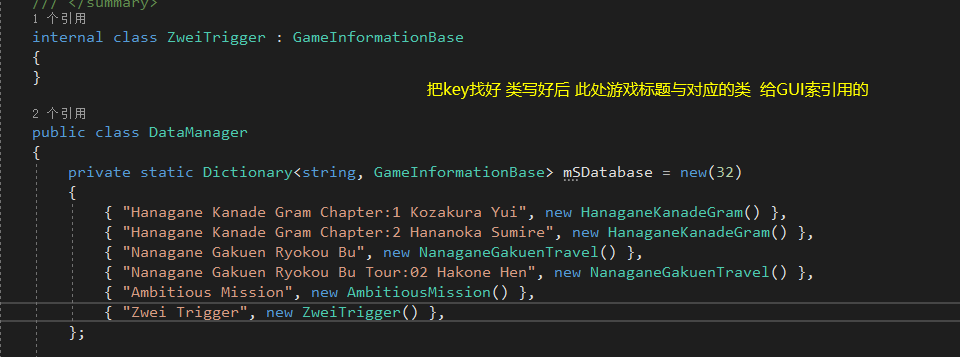 /// </summary>
1 个引用
internal class ZweiTrigger : GameInformationBase
{
}
把key找好 类写好后 此处游戏标题与对应的类 给GUI索引用的
2 个引用
public class DataManager
{
private static Dictionary<string, GameInformationBase> mSDatabase = new(32)
{
{ "Hanagane Kanade Gram Chapter:1 Kozakura Yui", new HanaganeKanadeGram() },
{ "Hanagane Kanade Gram Chapter:2 Hananoka Sumire", new HanaganeKanadeGram() },
{ "Nanagane Gakuen Ryokou Bu", new NanaganeGakuenTravel() },
{ "Nanagane Gakuen Ryokou Bu Tour:02 Hakone Hen", new NanaganeGakuenTravel() },
{ "Ambitious Mission", new AmbitiousMission() },
{ "Zwei Trigger", new ZweiTrigger() },
};